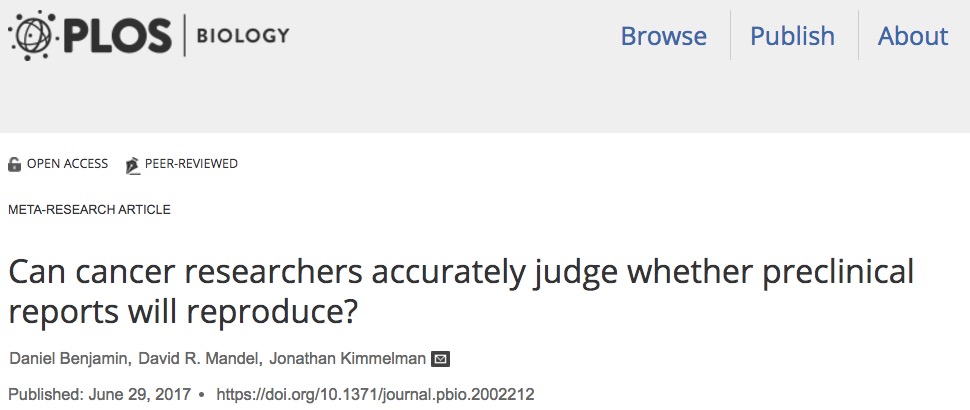 PLOS BIOLOGY
Browse Publish About
OPEN ACCESS PEER-REVIEWED
META-RESEARCH ARTICLE
Can cancer researchers accurately judge whether preclinical
reports will reproduce?
Daniel Benjamin, David R. Mandel, Jonathan Kimmelman
Published: June 29, 2017 • https://doi.org/10.1371/journal.pbio.2002212